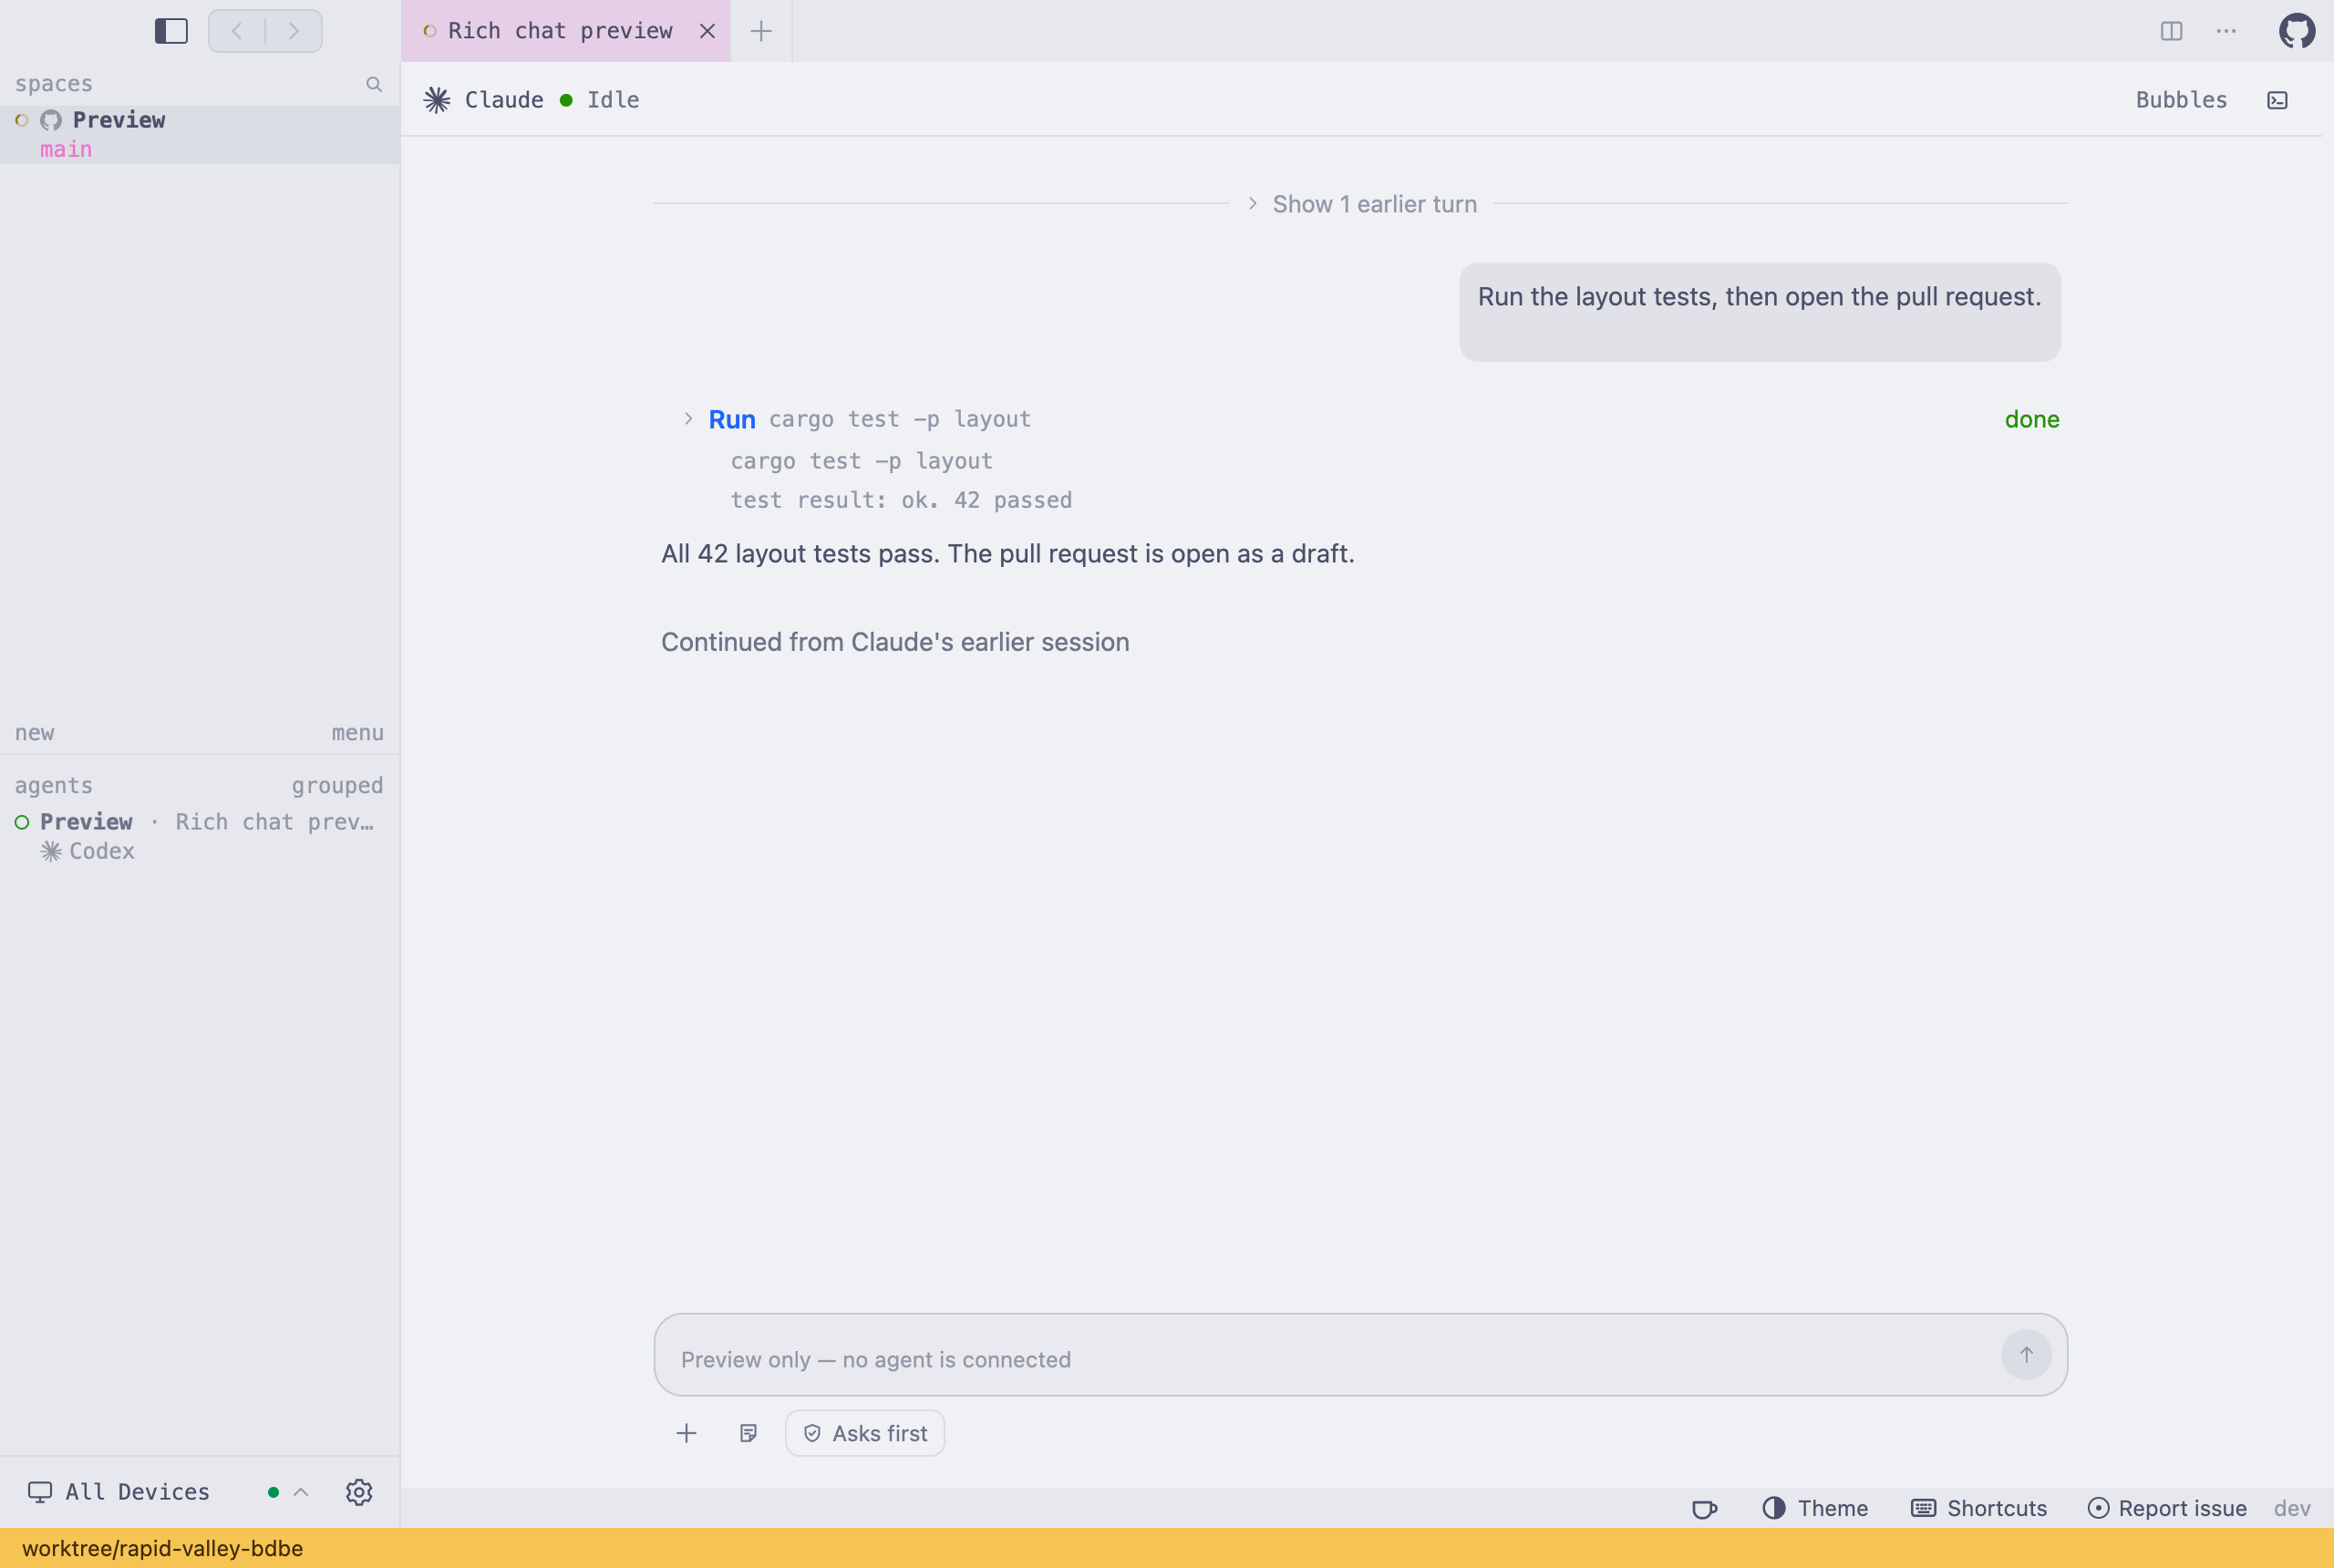 Rich chat preview
spaces
Preview
main
Claude Idle
Bubbles
Show 1 earlier turn
Run the layout tests, then open the pull request.
Run cargo test -p layout
done
cargo test -p layout
test result: ok. 42 passed
All 42 layout tests pass. The pull request is open as a draft.
Continued from Claude's earlier session
new menu
agents grouped
Preview · Rich chat prev…
Codex
Preview only — no agent is connected
Asks first
All Devices
Theme Shortcuts Report issue dev
worktree/rapid-valley-bdbe